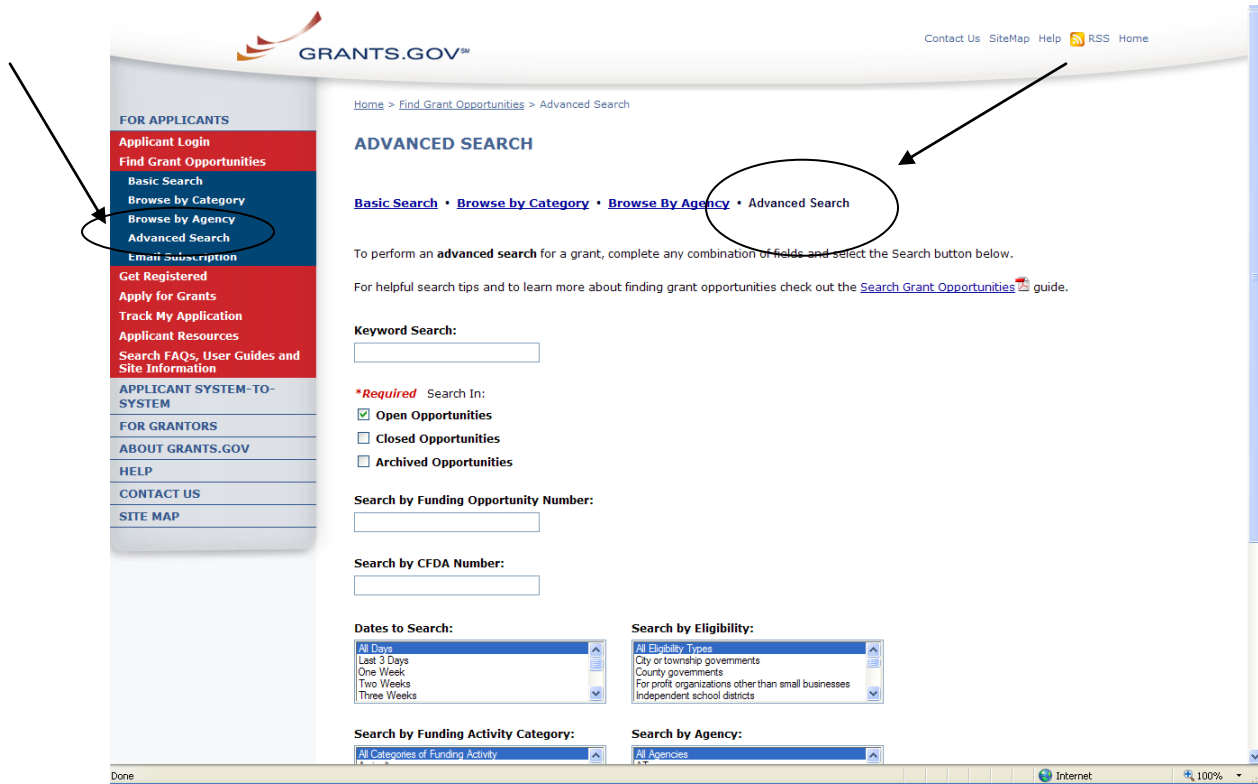 GRANTS.GOV℠
Contact Us SiteMap Help RSS Home
FOR APPLICANTS
Applicant Login
Find Grant Opportunities
Basic Search
Browse by Category
Browse by Agency
Advanced Search
Email Subscription
Get Registered
Apply for Grants
Track My Application
Applicant Resources
Search FAQs, User Guides and
Site Information
APPLICANT SYSTEM-TO-
SYSTEM
FOR GRANTORS
ABOUT GRANTS.GOV
HELP
CONTACT US
SITE MAP
Home > Find Grant Opportunities > Advanced Search
ADVANCED SEARCH
Basic Search • Browse by Category • Browse By Agency • Advanced Search
To perform an advanced search for a grant, complete any combination of fields and select the Search button below.
For helpful search tips and to learn more about finding grant opportunities check out the Search Grant Opportunities guide.
Keyword Search:
*Required Search In:
Open Opportunities
Closed Opportunities
Archived Opportunities
Search by Funding Opportunity Number:
Search by CFDA Number:
Dates to Search:
All Days
Last 3 Days
One Week
Two Weeks
Three Weeks
Search by Eligibility:
All Eligibility Types
City or township governments
County governments
For profit organizations other than small businesses
Independent school districts
Search by Funding Activity Category:
All Categories of Funding Activity
Search by Agency:
All Agencies
Done
Internet
100%